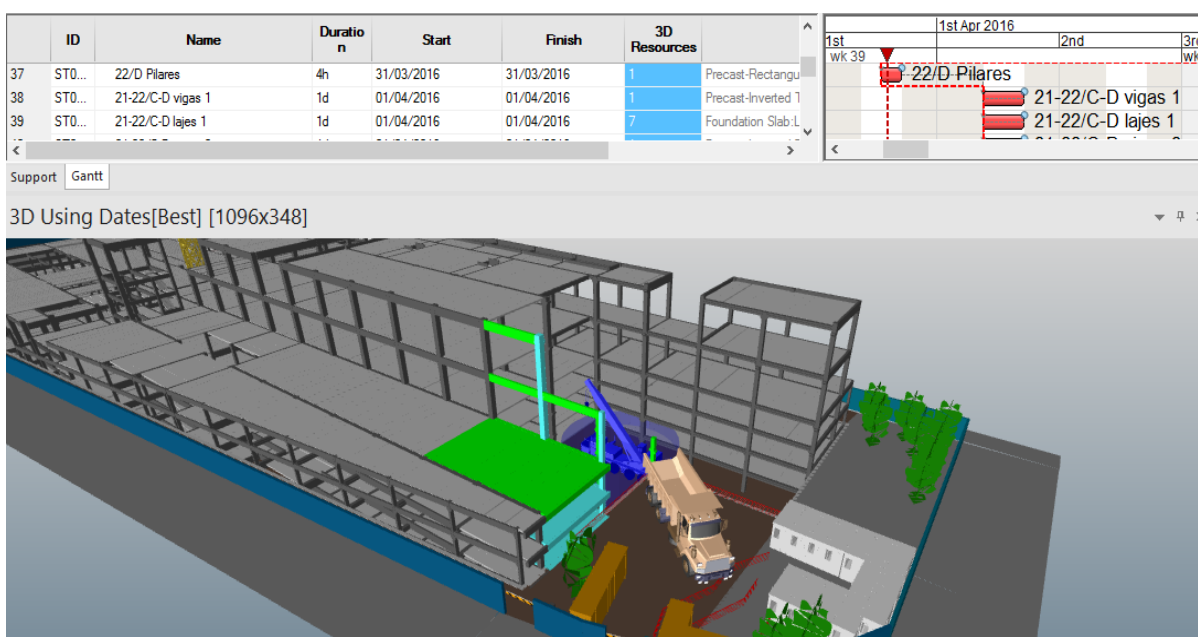 ID Name Duratio n Start Finish 3D Resources
37 ST0... 22/D Pilares 4h 31/03/2016 31/03/2016 1 Precast-Rectangu
38 ST0... 21-22/C-D vigas 1 1d 01/04/2016 01/04/2016 1 Precast-Inverted T
39 ST0... 21-22/C-D lajes 1 1d 01/04/2016 01/04/2016 7 Foundation Slab:L
1st Apr 2016
1st 2nd 3r
wk 39 wk
22/D Pilares
21-22/C-D vigas 1
21-22/C-D lajes 1
Support Gantt
3D Using Dates[Best] [1096x348]